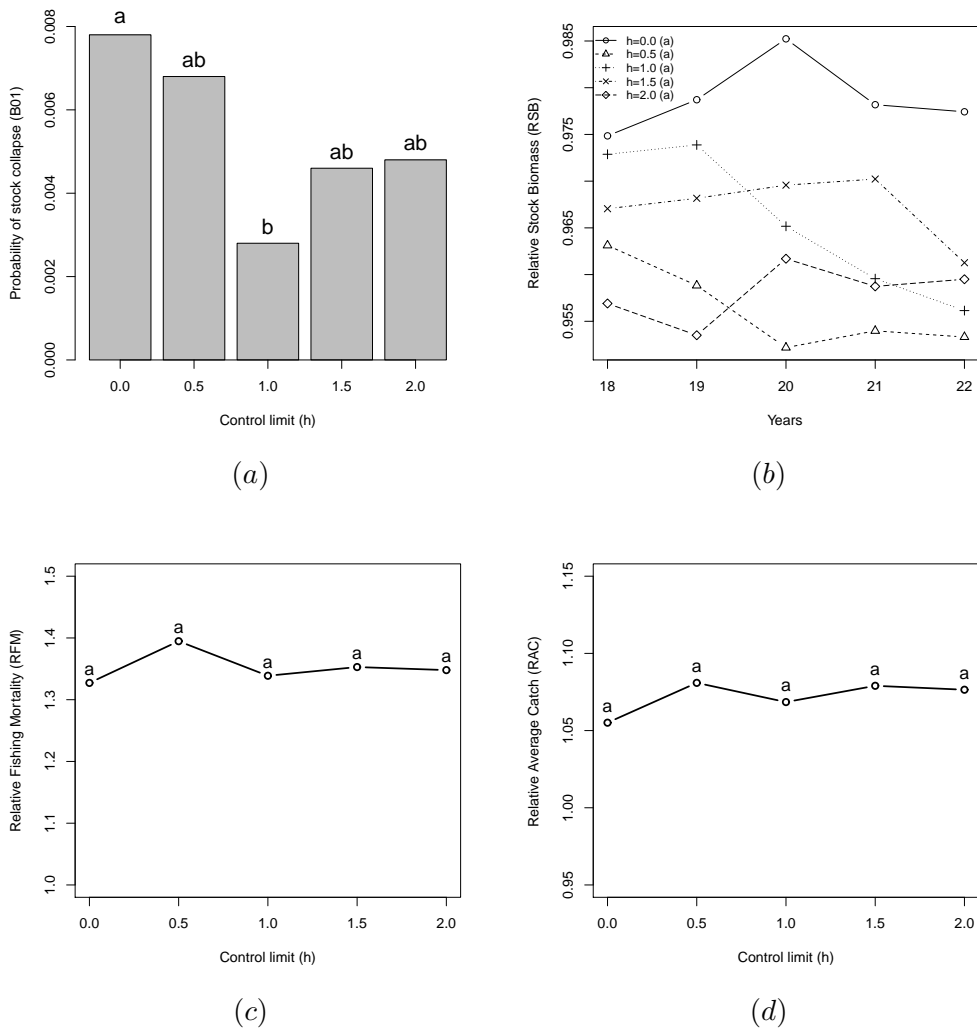 a
ab
b
ab
ab
0.008
0.006
0.004
0.002
0.000
Probability of stock collapse (B01)
0.0 0.5 1.0 1.5 2.0
Control limit (h)
(a)
h=0.0 (a)
h=0.5 (a)
h=1.0 (a)
h=1.5 (a)
h=2.0 (a)
0.985
0.975
0.965
0.955
Relative Stock Biomass (RSB)
18 19 20 21 22
Years
(b)
1.5
1.4
1.3
1.2
1.1
1.0
Relative Fishing Mortality (RFM)
a a a a a
0.0 0.5 1.0 1.5 2.0
Control limit (h)
(c)
1.15
1.10
1.05
1.00
0.95
Relative Average Catch (RAC)
a a a a a
0.0 0.5 1.0 1.5 2.0
Control limit (h)
(d)